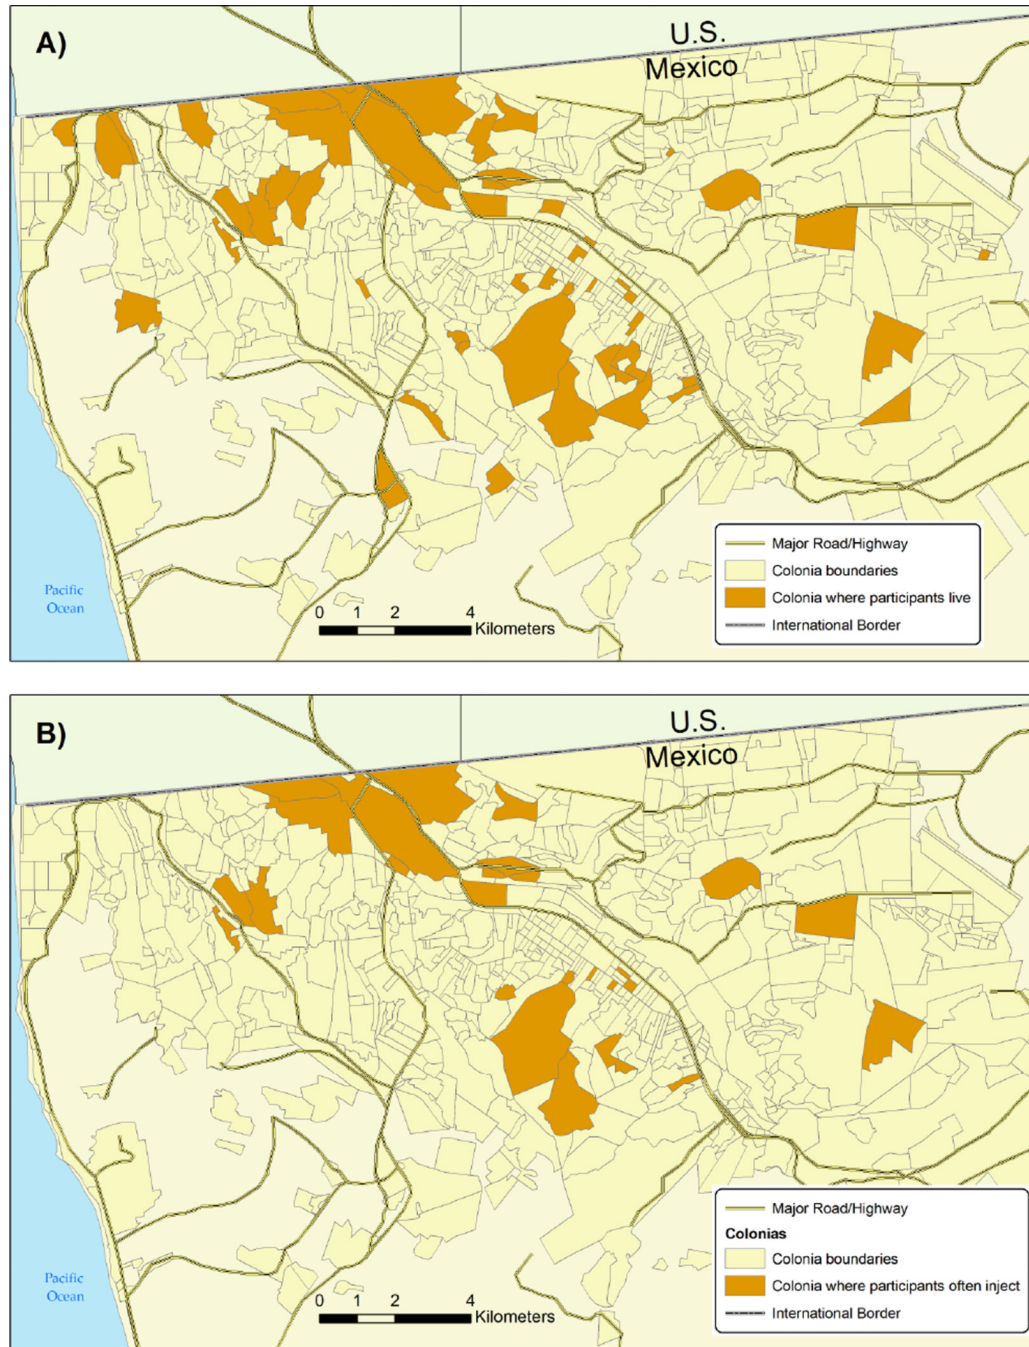 A)
U.S.
Mexico
Major Road/Highway
Colonia boundaries
Colonia where participants live
International Border
Pacific
Ocean
0 1 2 4
Kilometers
B)
U.S.
Mexico
Major Road/Highway
Colonias
Colonia boundaries
Colonia where participants often inject
International Border
Pacific
Ocean
0 1 2 4
Kilometers